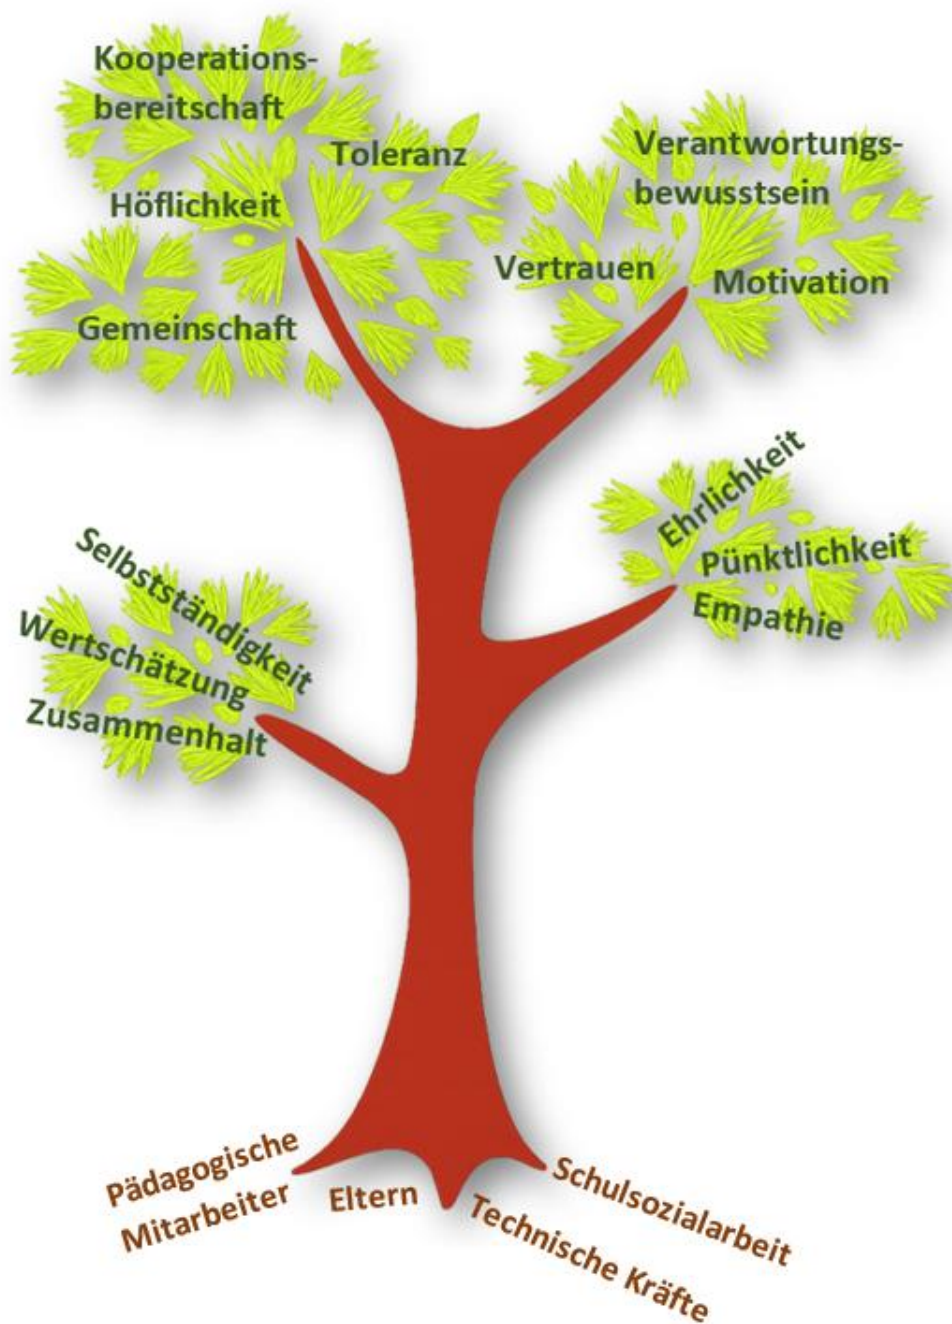 Kooperations-
bereitschaft
Toleranz
Höflichkeit
Gemeinschaft
Verantwortungs-
bewusstsein
Vertrauen
Motivation
Ehrlichkeit
Pünktlichkeit
Empathie
Selbstständigkeit
Wertschätzung
Zusammenhalt
Pädagogische
Mitarbeiter
Eltern
Technische Kräfte
Schulsozialarbeit